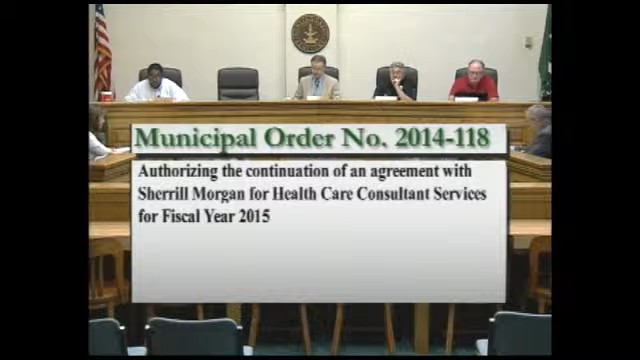 Municipal Order No. 2014-118
Authorizing the continuation of an agreement with
Sherrill Morgan for Health Care Consultant Services
for Fiscal Year 2015